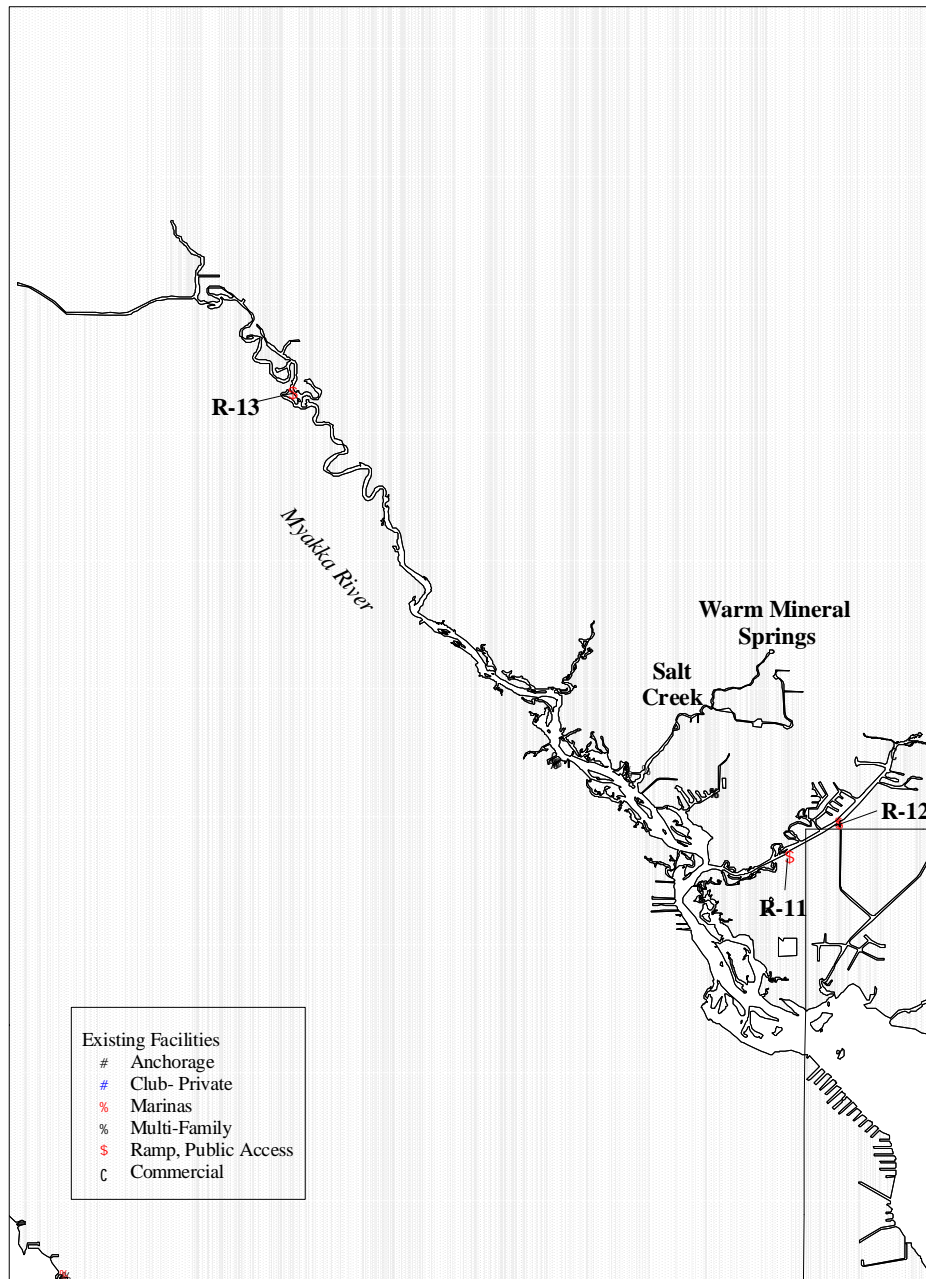 R-13
Myakka River
Warm Mineral
Springs
Salt
Creek
R-12
R-11
Existing Facilities
# Anchorage
# Club- Private
% Marinas
% Multi-Family
$ Ramp, Public Access
C Commercial